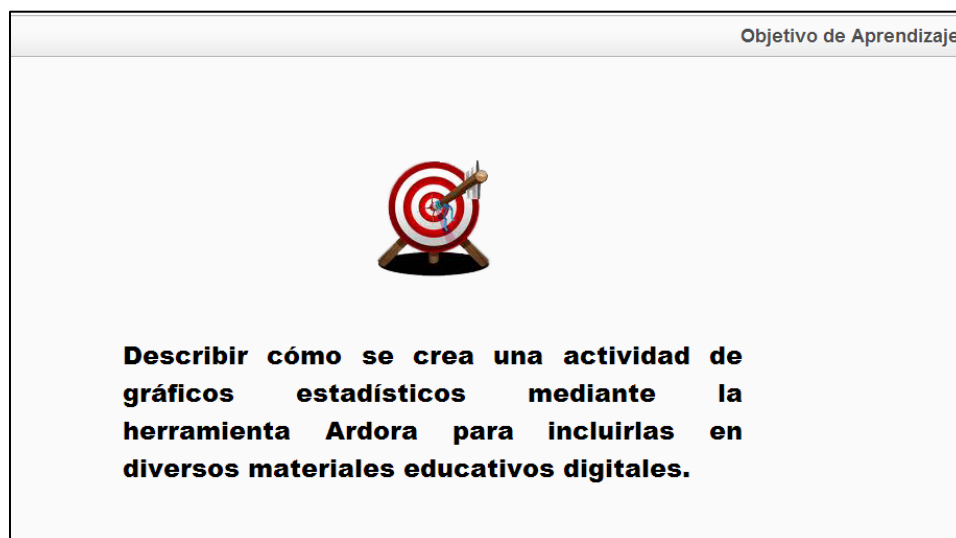 Objetivo de Aprendizaje
Describir cómo se crea una actividad de
gráficos estadísticos mediante la
herramienta Ardora para incluirlas en
diversos materiales educativos digitales.